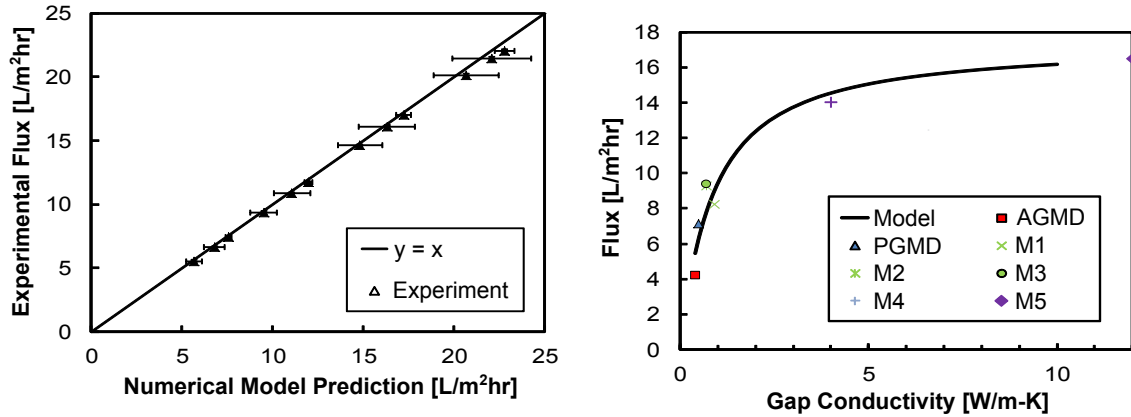 25
20
15
10
5
0
Experimental Flux [L/m²hr]
y = x
Experiment
0 5 10 15 20 25
Numerical Model Prediction [L/m²hr]
18
16
14
12
10
8
6
4
2
0
Flux [L/m²hr]
Model AGMD
PGMD M1
M2 M3
M4 M5
0 5 10
Gap Conductivity [W/m-K]